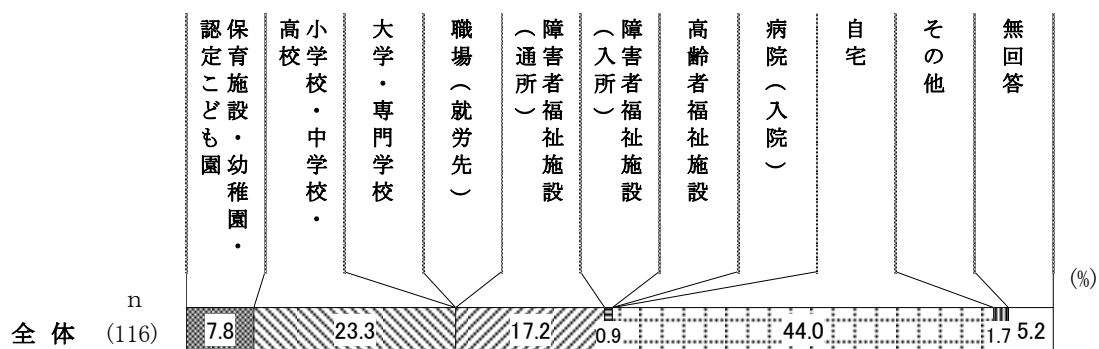 保育施設・幼稚園・
認定こども園
小学校・中学校・
高校
大学・専門学校
職場（就労先）
障害者福祉施設
（通所）
障害者福祉施設
（入所）
高齢者福祉施設
病院（入院）
自宅
その他
無回答
(%)
n
全体 (116)
7.8 23.3 17.2 0.9 44.0 1.7 5.2